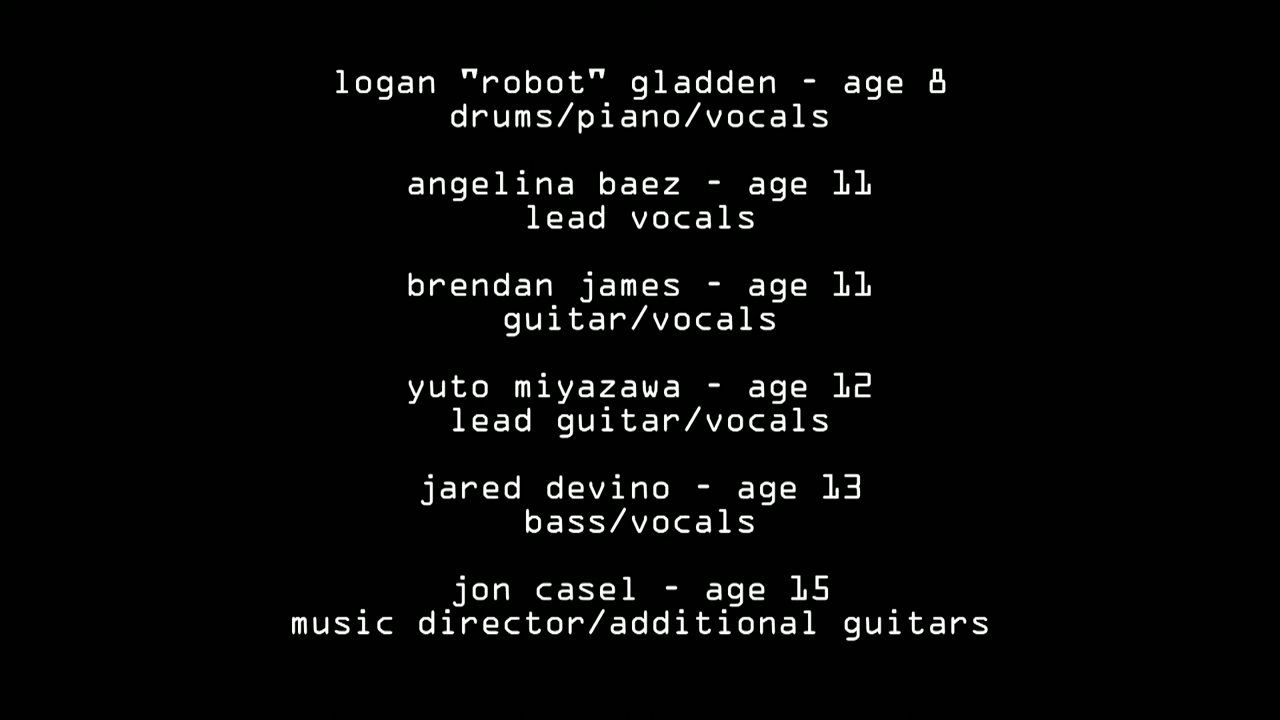 logan "robot" gladden - age 8
drums/piano/vocals
angelina baez - age 11
lead vocals
brendan james - age 11
guitar/vocals
yuto miyazawa - age 12
lead guitar/vocals
jared devino - age 13
bass/vocals
jon casel - age 15
music director/additional guitars